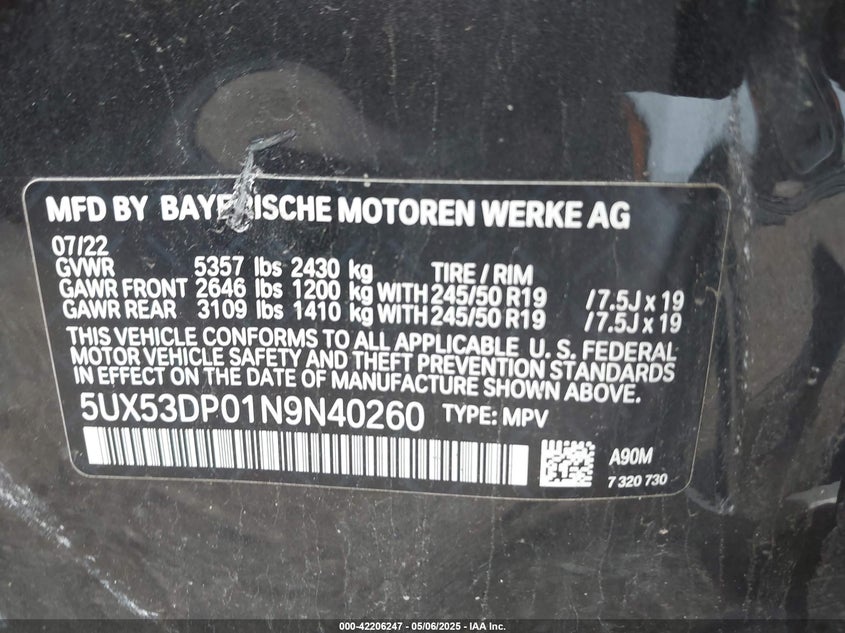 MFD BY BAYERISCHE MOTOREN WERKE AG
07/22
GVWR 5357 lbs 2430 kg TIRE / RIM
GAWR FRONT 2646 lbs 1200 kg WITH 245/50 R19 /7.5J x 19
GAWR REAR 3109 lbs 1410 kg WITH 245/50 R19 /7.5J x 19
THIS VEHICLE CONFORMS TO ALL APPLICABLE U. S. FEDERAL
MOTOR VEHICLE SAFETY AND THEFT PREVENTION STANDARDS
IN EFFECT ON THE DATE OF MANUFACTURE SHOWN ABOVE.
5UX53DP01N9N40260 TYPE: MPV
A90M
7 320 730
000-42206247 - 05/06/2025 - IAA Inc.